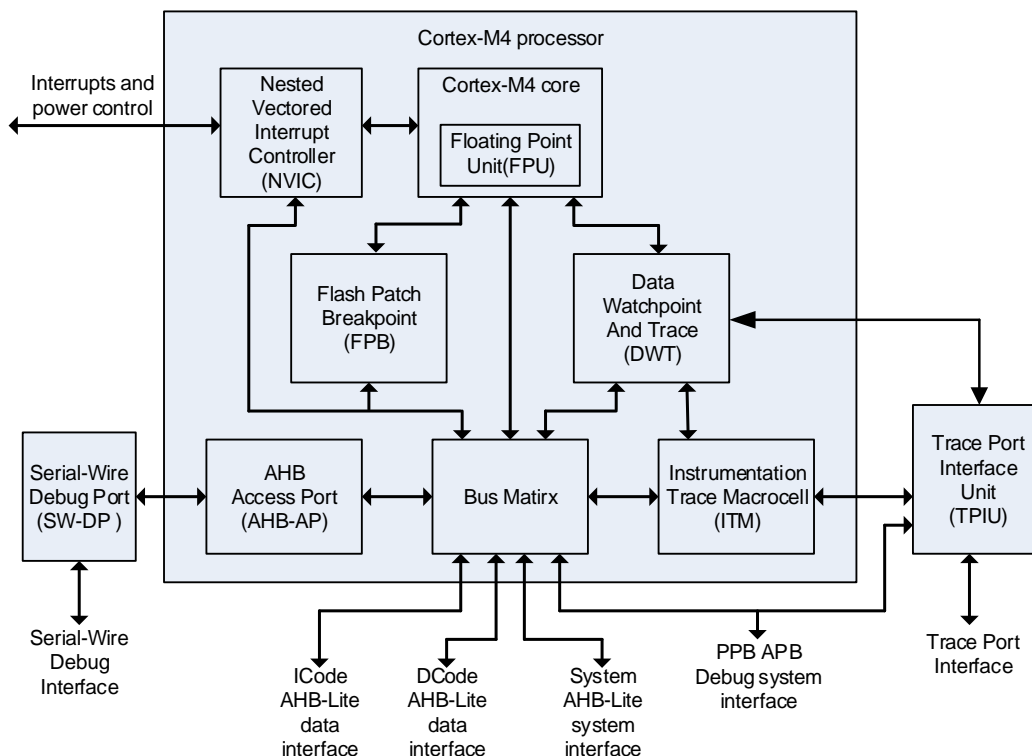 Cortex-M4 processor
Interrupts and
power control
Nested
Vectored
Interrupt
Controller
(NVIC)
Cortex-M4 core
Floating Point
Unit(FPU)
Flash Patch
Breakpoint
(FPB)
Data
Watchpoint
And Trace
(DWT)
Serial-Wire
Debug Port
(SW-DP )
AHB
Access Port
(AHB-AP)
Bus Matirx
Instrumentation
Trace Macrocell
(ITM)
Trace Port
Interface
Unit
(TPIU)
Serial-Wire
Debug
Interface
ICode
AHB-Lite
data
interface
DCode
AHB-Lite
data
interface
System
AHB-Lite
system
interface
PPB APB
Debug system
interface
Trace Port
Interface